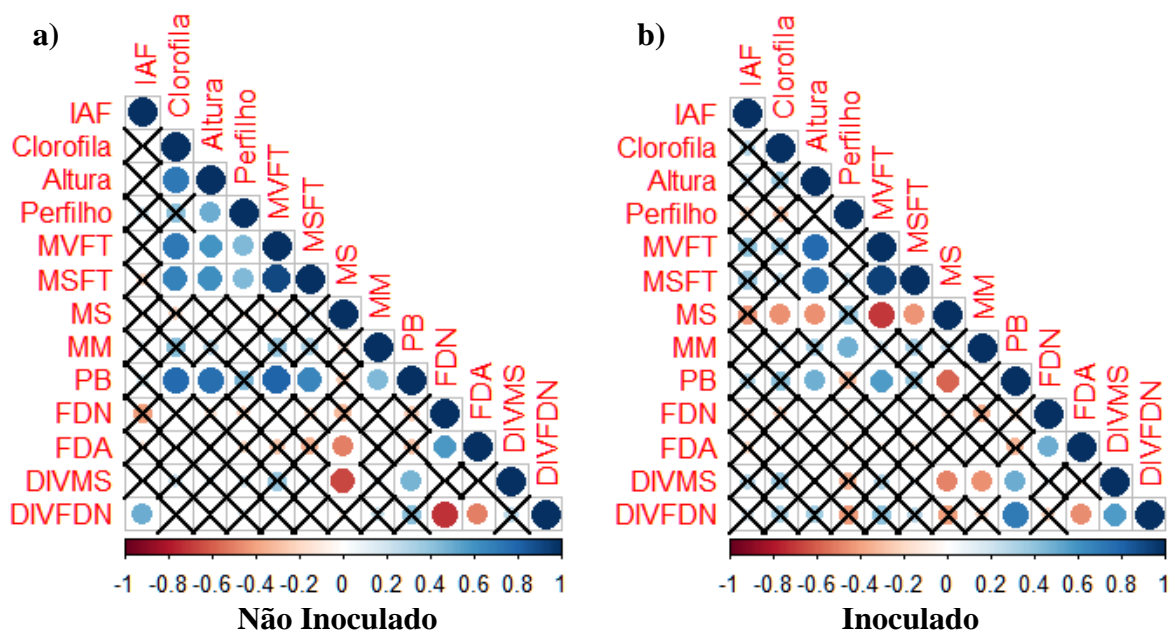 a)
IAF
Clorofila
Altura
Perfilho
MVFT
MSFT
MS
MM
PB
FDN
FDA
DIVMS
DIVFDN
IAF
Clorofila
Altura
Perfilho
MVFT
MSFT
MS
MM
PB
FDN
FDA
DIVMS
DIVFDN
-1 -0.8 -0.6 -0.4 -0.2 0 0.2 0.4 0.6 0.8 1
Não Inoculado
b)
IAF
Clorofila
Altura
Perfilho
MVFT
MSFT
MS
MM
PB
FDN
FDA
DIVMS
DIVFDN
IAF
Clorofila
Altura
Perfilho
MVFT
MSFT
MS
MM
PB
FDN
FDA
DIVMS
DIVFDN
-1 -0.8 -0.6 -0.4 -0.2 0 0.2 0.4 0.6 0.8 1
Inoculado